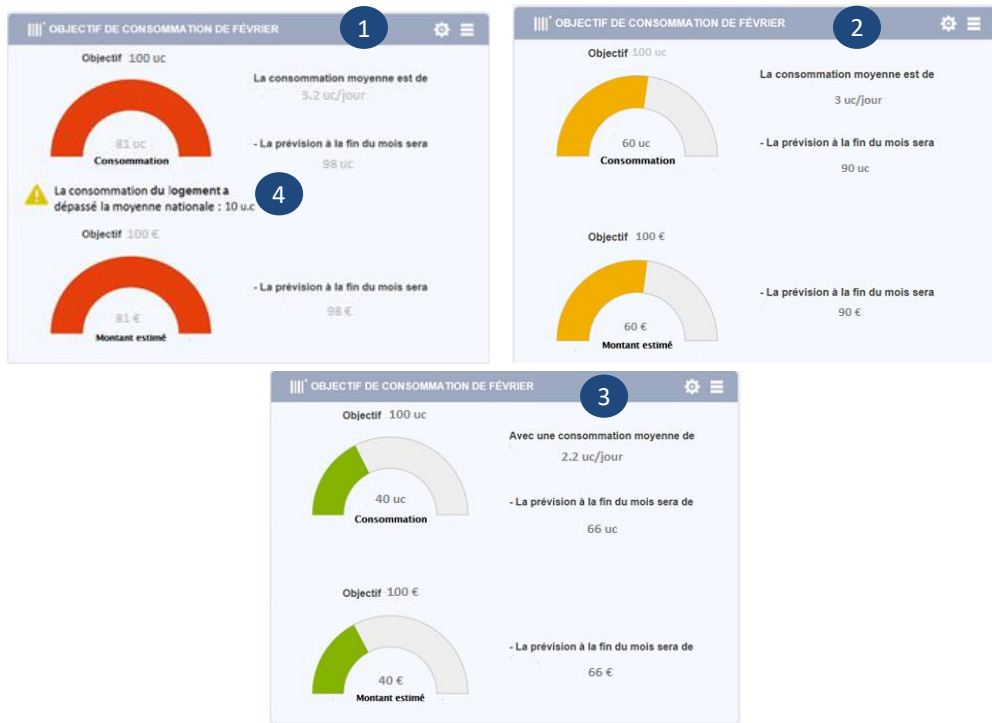 OBJECTIF DE CONSOMMATION DE FÉVRIER
1
Objectif 100 uc
La consommation moyenne est de
3.2 uc/jour
81 uc
Consommation
- La prévision à la fin du mois sera
98 uc
La consommation du logement a
dépassé la moyenne nationale : 10 u.c
4
Objectif 100 €
- La prévision à la fin du mois sera
98 €
81 €
Montant estimé
OBJECTIF DE CONSOMMATION DE FÉVRIER
2
Objectif 100 uc
La consommation moyenne est de
3 uc/jour
60 uc
Consommation
- La prévision à la fin du mois sera
90 uc
Objectif 100 €
- La prévision à la fin du mois sera
90 €
60 €
Montant estimé
OBJECTIF DE CONSOMMATION DE FÉVRIER
3
Objectif 100 uc
Avec une consommation moyenne de
2.2 uc/jour
40 uc
Consommation
- La prévision à la fin du mois sera de
66 uc
Objectif 100 €
- La prévision à la fin du mois sera de
66 €
40 €
Montant estimé